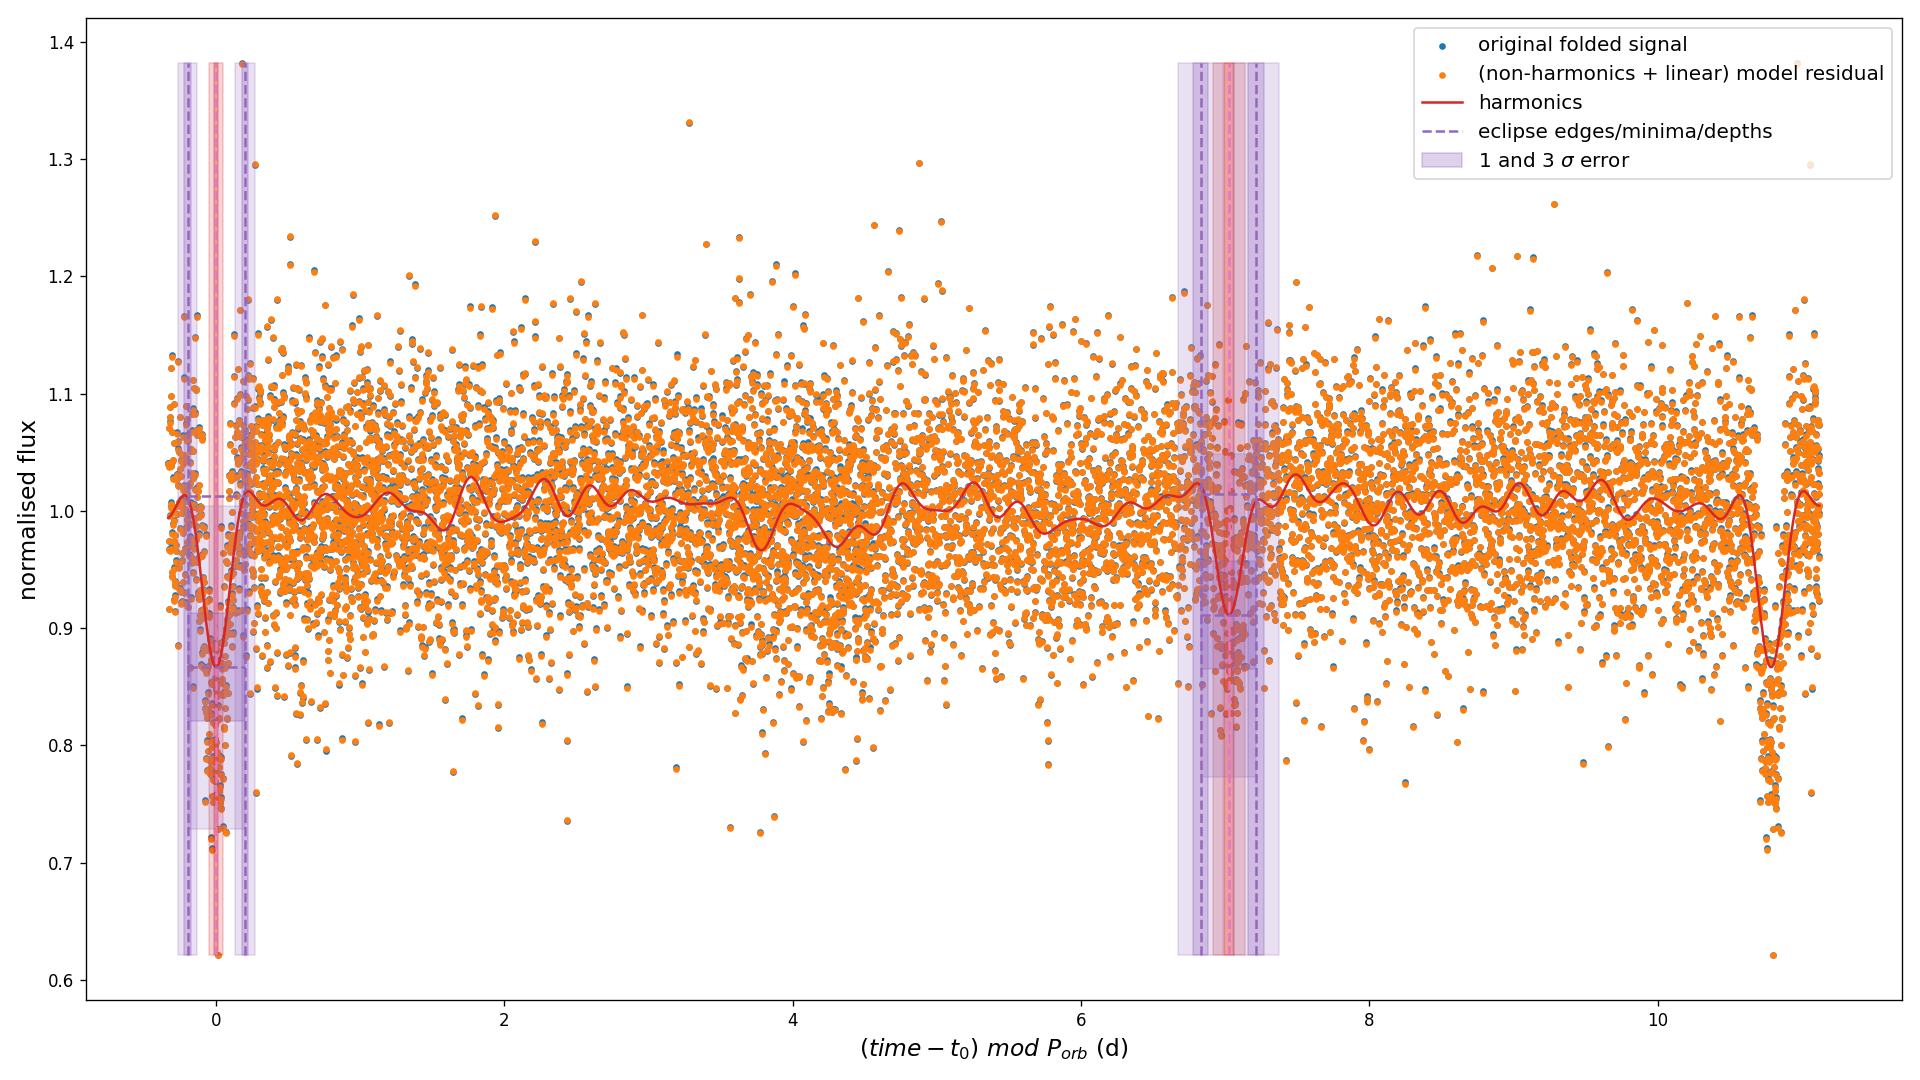 1.4
1.3
1.2
1.1
1.0
0.9
0.8
0.7
0.6
normalised flux
original folded signal
(non-harmonics + linear) model residual
harmonics
eclipse edges/minima/depths
1 and 3 σ error
0 2 4 6 8 10
(time − t₀) mod P_orb (d)